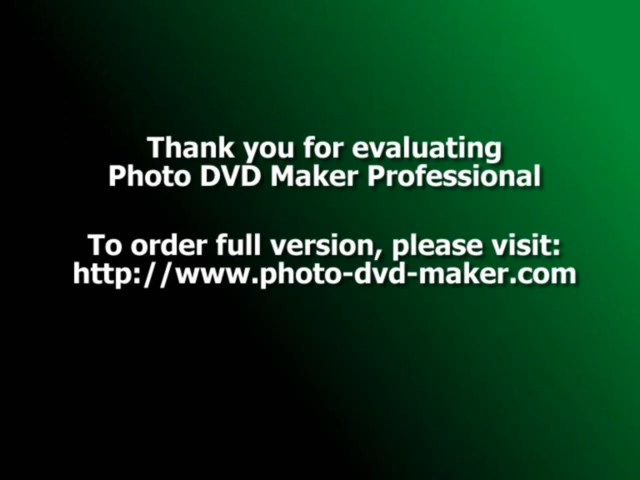 Thank you for evaluating
Photo DVD Maker Professional
To order full version, please visit:
http://www.photo-dvd-maker.com